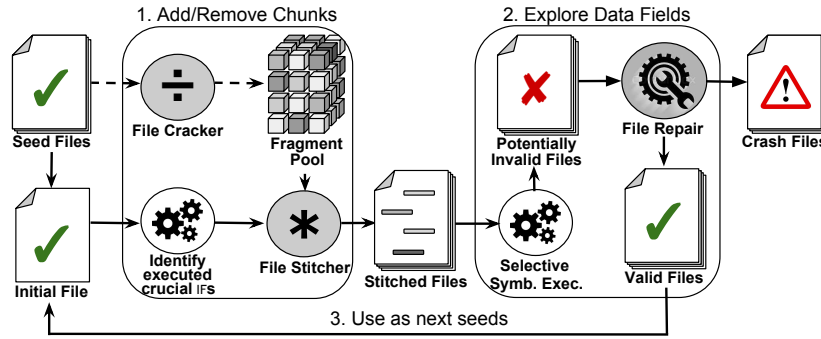 1. Add/Remove Chunks
2. Explore Data Fields
Seed Files
File Cracker
Fragment
Pool
Potentially
Invalid Files
File Repair
Crash Files
Initial File
Identify
executed
crucial IFs
File Stitcher
Stitched Files
Selective
Symb. Exec.
Valid Files
3. Use as next seeds